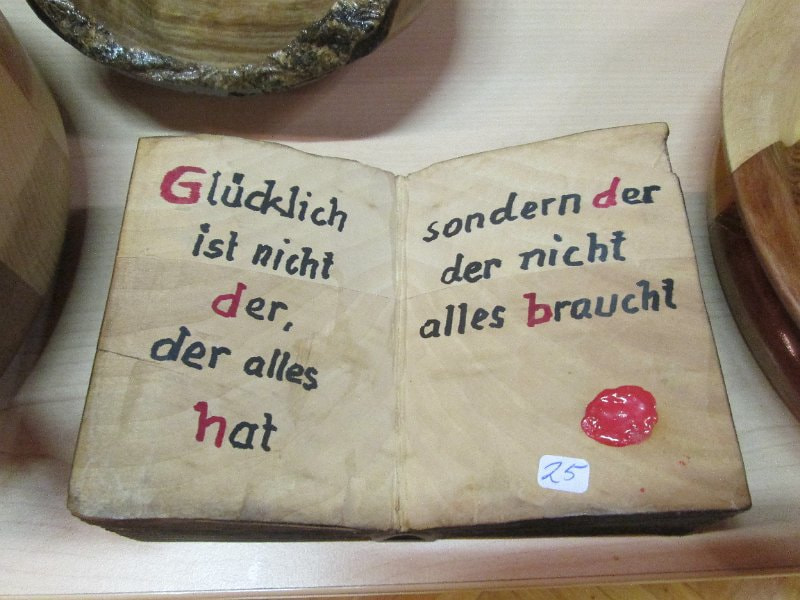 Glücklich
ist nicht
der,
der alles
hat
sondern der
der nicht
alles braucht
25